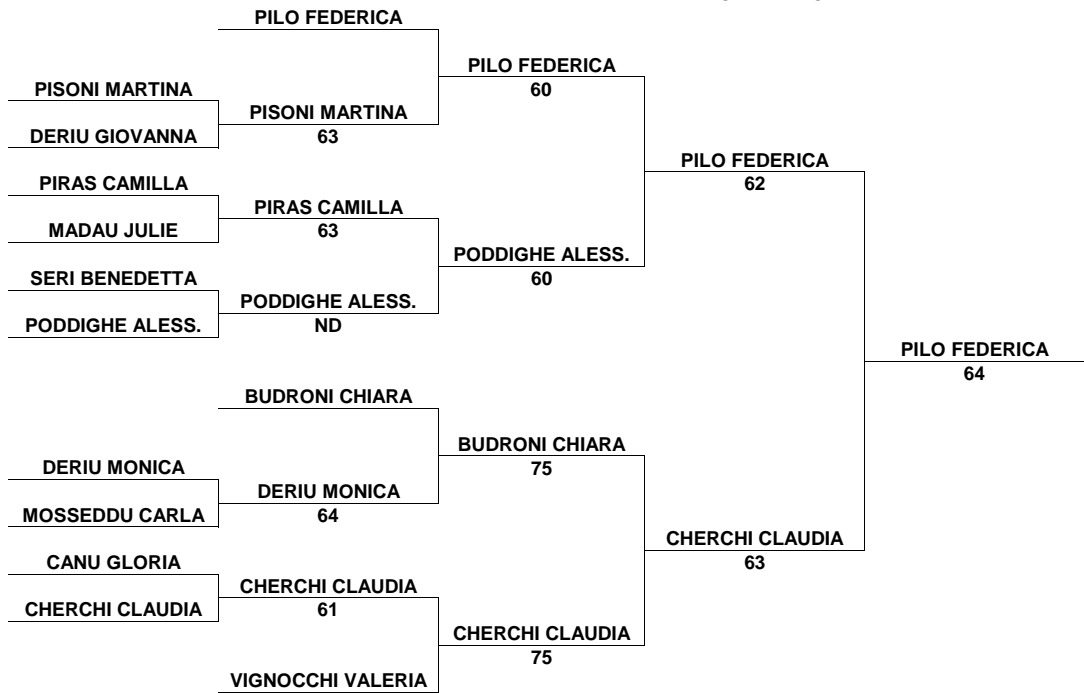 PILO FEDERICA
PILO FEDERICA
60
PISONI MARTINA
PISONI MARTINA
63
DERIU GIOVANNA
PILO FEDERICA
62
PIRAS CAMILLA
PIRAS CAMILLA
63
MADAU JULIE
PODDIGHE ALESS.
60
SERI BENEDETTA
PODDIGHE ALESS.
ND
PODDIGHE ALESS.
PILO FEDERICA
64
BUDRONI CHIARA
BUDRONI CHIARA
75
DERIU MONICA
DERIU MONICA
64
MOSSEDDU CARLA
CHERCHI CLAUDIA
63
CANU GLORIA
CHERCHI CLAUDIA
61
CHERCHI CLAUDIA
CHERCHI CLAUDIA
75
VIGNOCCHI VALERIA